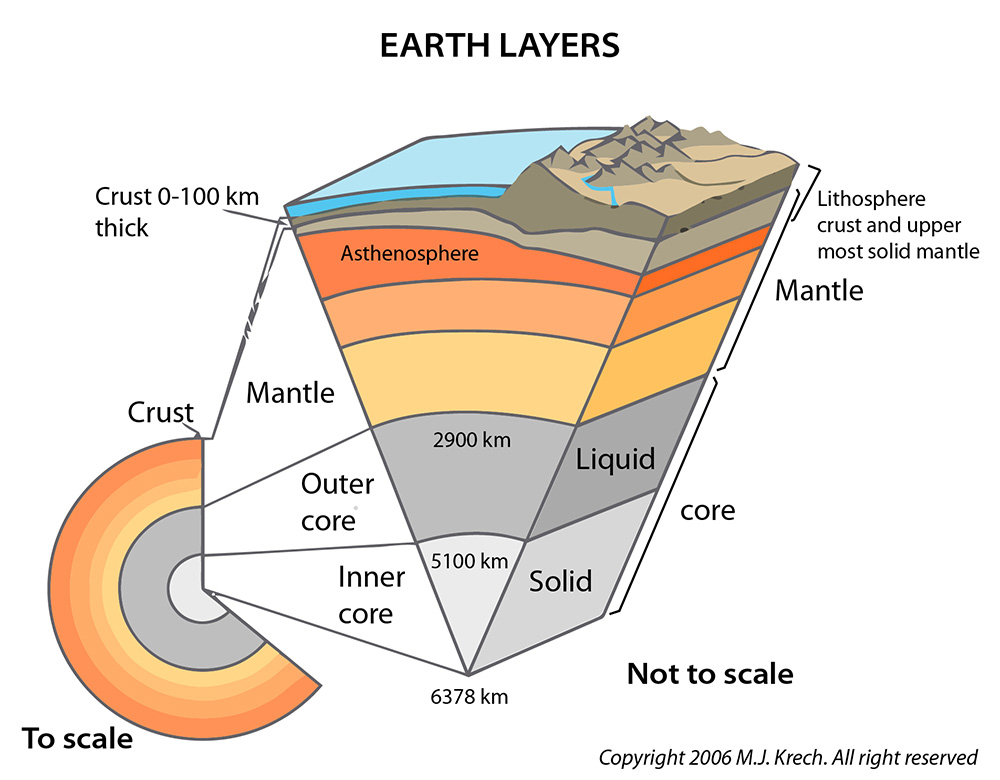 EARTH LAYERS
Crust 0-100 km
thick
Lithosphere
crust and upper
most solid mantle
Asthenosphere
Mantle
Mantle
Crust
2900 km
Liquid
Outer
core
core
5100 km
Inner
core
Solid
6378 km
Not to scale
To scale
Copyright 2006 M.J. Krech. All right reserved